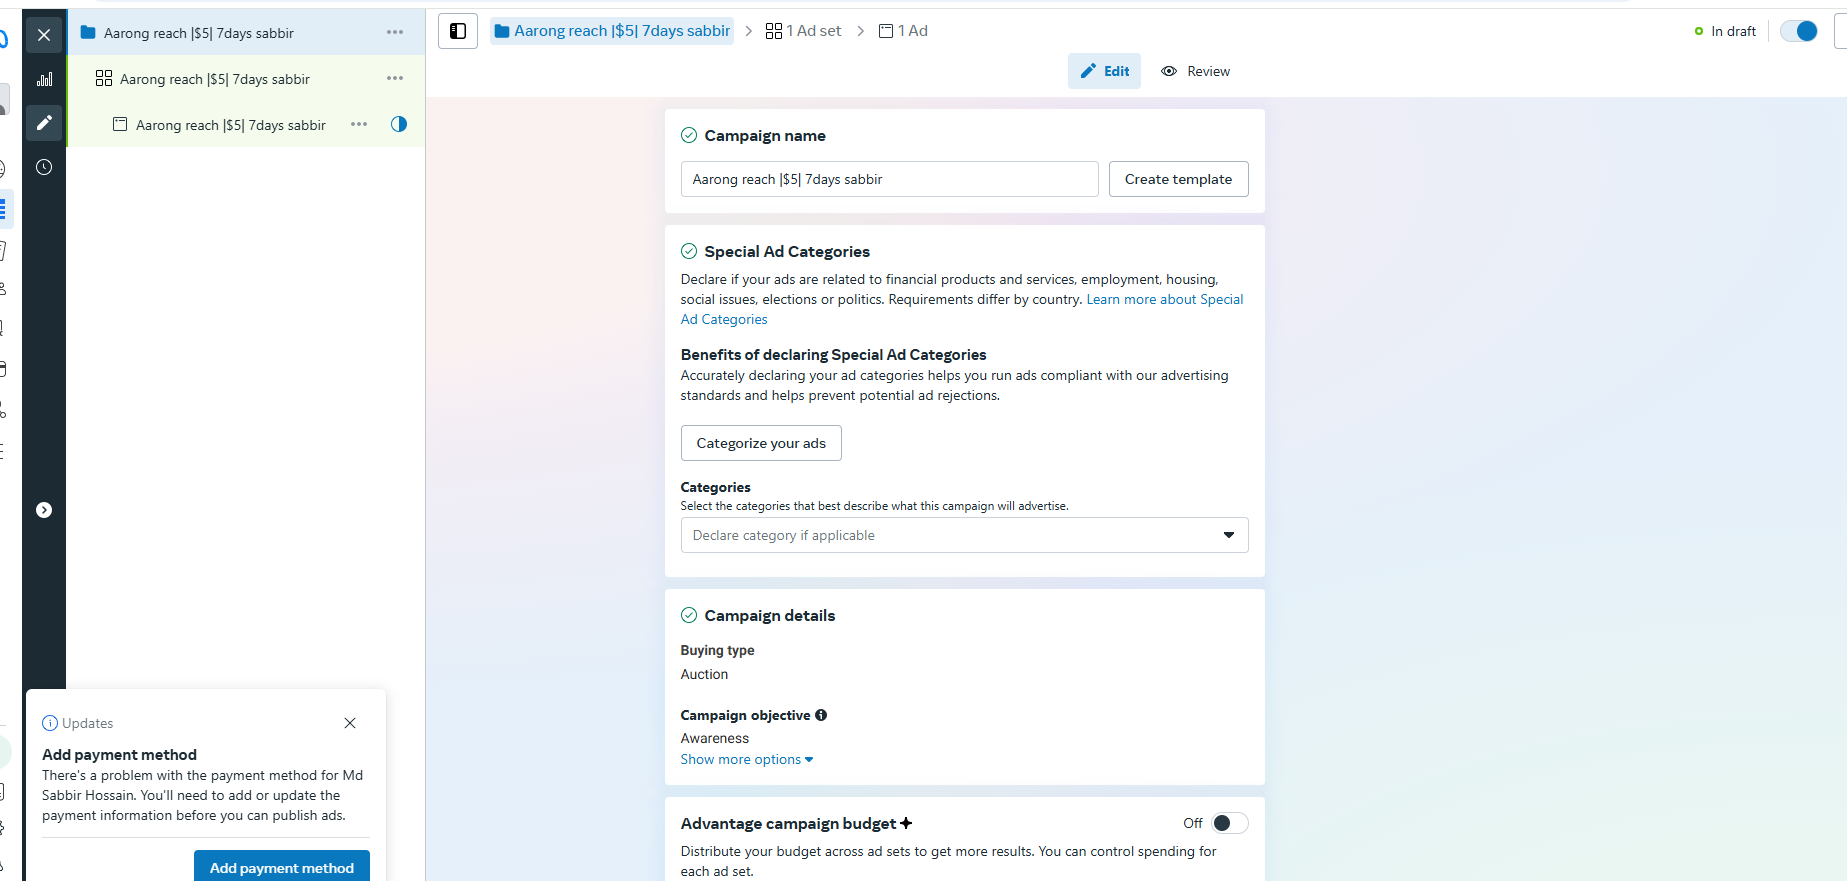 Aarong reach |$5| 7days sabbir
Aarong reach |$5| 7days sabbir
Aarong reach |$5| 7days sabbir
Aarong reach |$5| 7days sabbir
1 Ad set
1 Ad
In draft
Edit
Review
Campaign name
Aarong reach |$5| 7days sabbir
Create template
Special Ad Categories
Declare if your ads are related to financial products and services, employment, housing,
social issues, elections or politics. Requirements differ by country. Learn more about Special
Ad Categories
Benefits of declaring Special Ad Categories
Accurately declaring your ad categories helps you run ads compliant with our advertising
standards and helps prevent potential ad rejections.
Categorize your ads
Categories
Select the categories that best describe what this campaign will advertise.
Declare category if applicable
Campaign details
Buying type
Auction
Campaign objective
Awareness
Show more options
Advantage campaign budget
Off
Distribute your budget across ad sets to get more results. You can control spending for
each ad set.
Updates
Add payment method
There's a problem with the payment method for Md
Sabbir Hossain. You'll need to add or update the
payment information before you can publish ads.
Add payment method